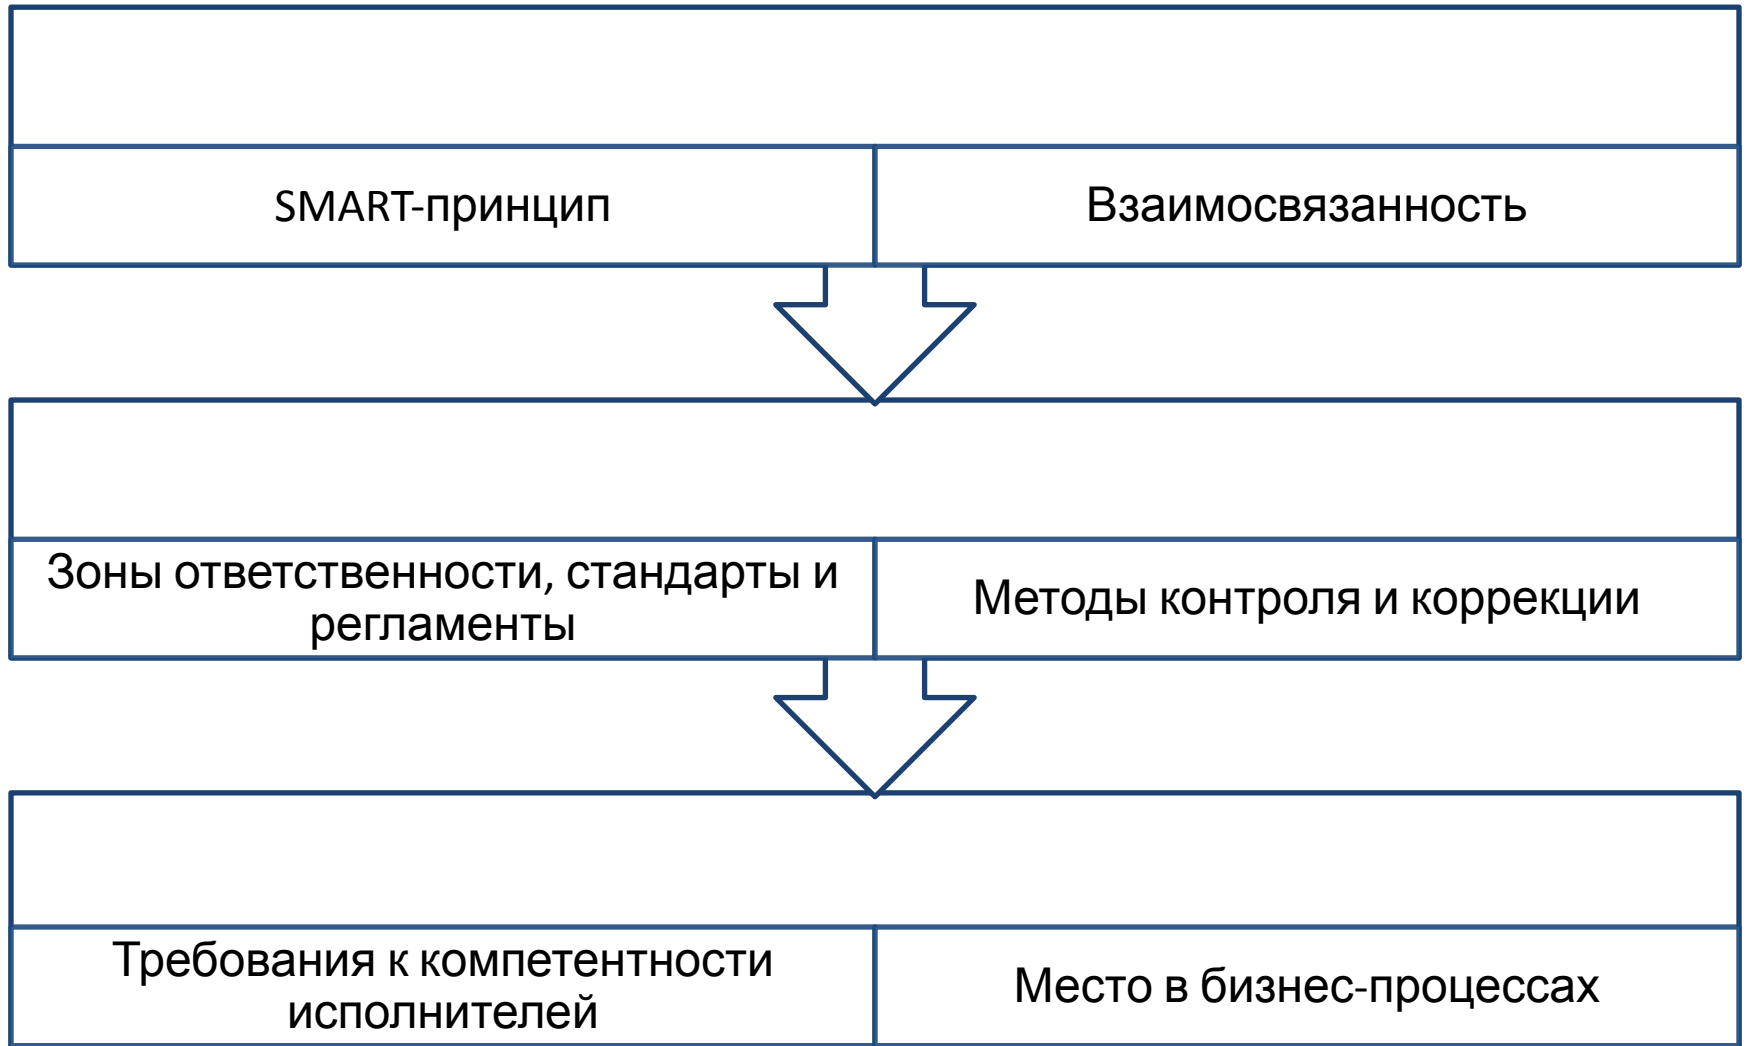 SMART-принцип
Взаимосвязанность
Зоны ответственности, стандарты и
регламенты
Методы контроля и коррекции
Требования к компетентности
исполнителей
Место в бизнес-процессах